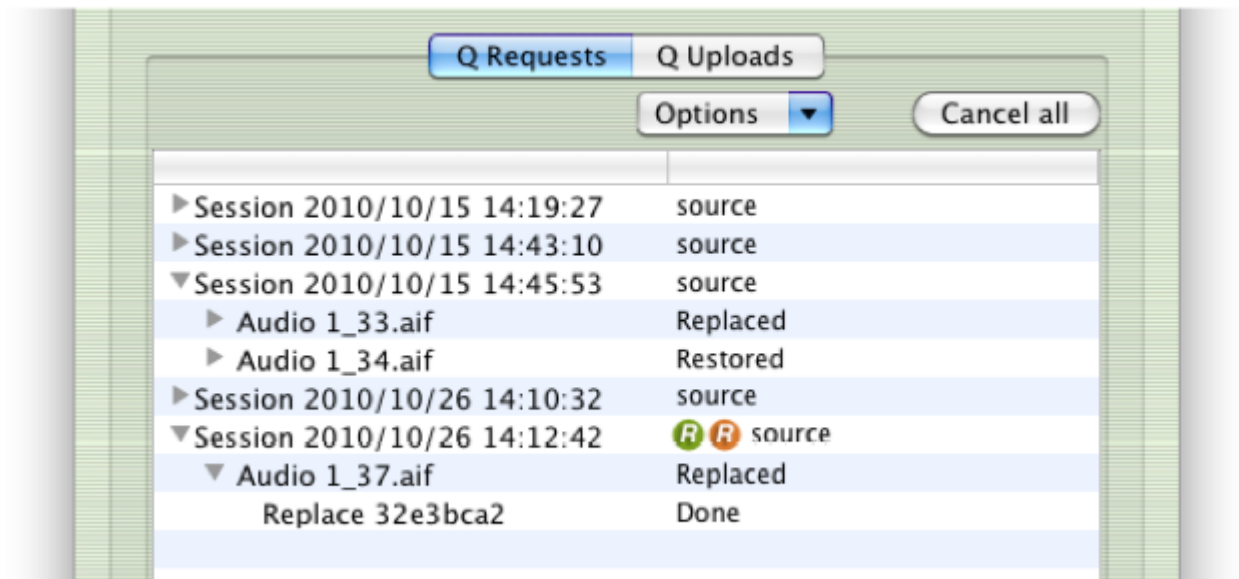 Q Requests Q Uploads
Options Cancel all
Session 2010/10/15 14:19:27 source
Session 2010/10/15 14:43:10 source
Session 2010/10/15 14:45:53 source
Audio 1_33.aif Replaced
Audio 1_34.aif Restored
Session 2010/10/26 14:10:32 source
Session 2010/10/26 14:12:42 R R source
Audio 1_37.aif Replaced
Replace 32e3bca2 Done